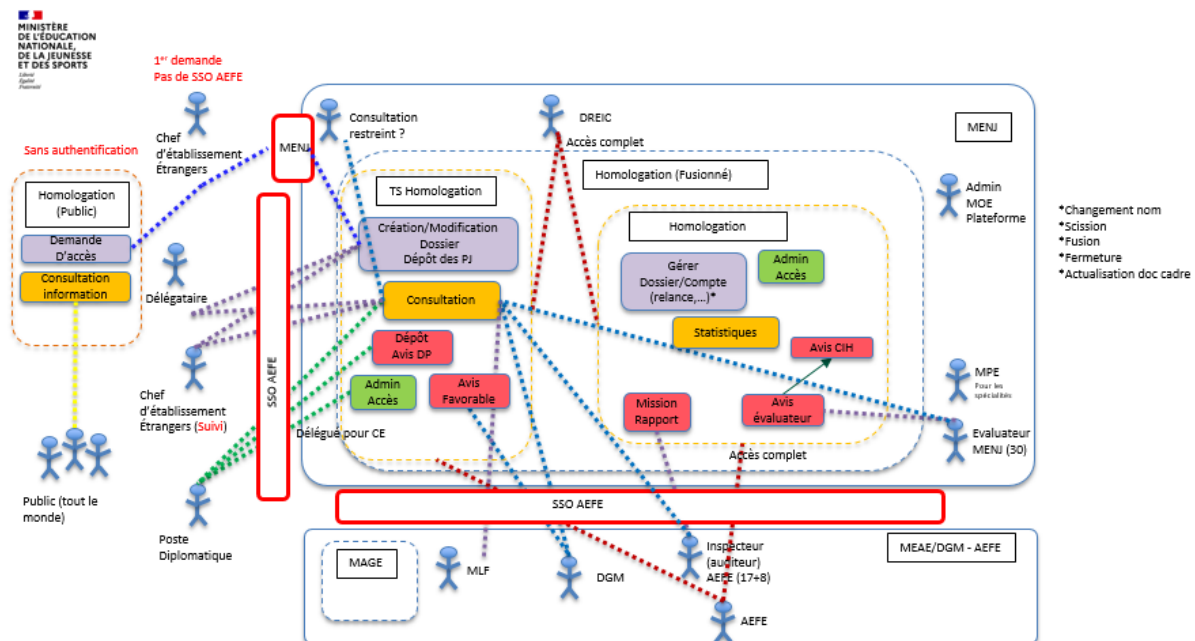 MINISTÈRE
DE L'ÉDUCATION
NATIONALE,
DE LA JEUNESSE
ET DES SPORTS
Liberté
Égalité
Fraternité
1er demande
Pas de SSO AEFE
Chef
d'établissement
Étrangers
MENJ
Consultation
restreint ?
DREIC
Accès complet
MENJ
Sans authentification
Homologation
(Public)
Demande
D'accès
Consultation
information
Public (tout le
monde)
Délégataire
Chef
d'établissement
Étrangers (Suivi)
Poste
Diplomatique
SSO AEFE
TS Homologation
Création/Modification
Dossier
Dépôt des PJ
Consultation
Dépôt
Avis DP
Admin
Accès
Avis
Favorable
Délégué pour CE
Homologation (Fusionné)
Homologation
Gérer
Dossier/Compte
(relance,…)*
Admin
Accès
Statistiques
Avis CIH
Mission
Rapport
Avis
évaluateur
Accès complet
Admin
MOE
Plateforme
MPE
Pour les
spécialités
Evaluateur
MENJ (30)
*Changement nom
*Scission
*Fusion
*Fermeture
*Actualisation doc cadre
SSO AEFE
MAGE
MLF
DGM
Inspecteur
(auditeur)
AEFE (17+8)
AEFE
MEAE/DGM - AEFE